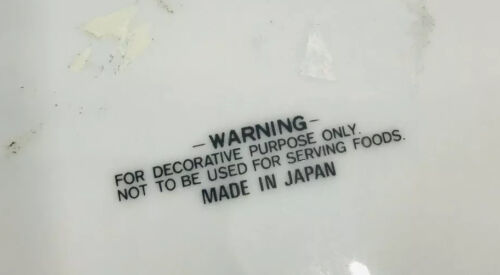 - WARNING -
FOR DECORATIVE PURPOSE ONLY.
NOT TO BE USED FOR SERVING FOODS.
MADE IN JAPAN